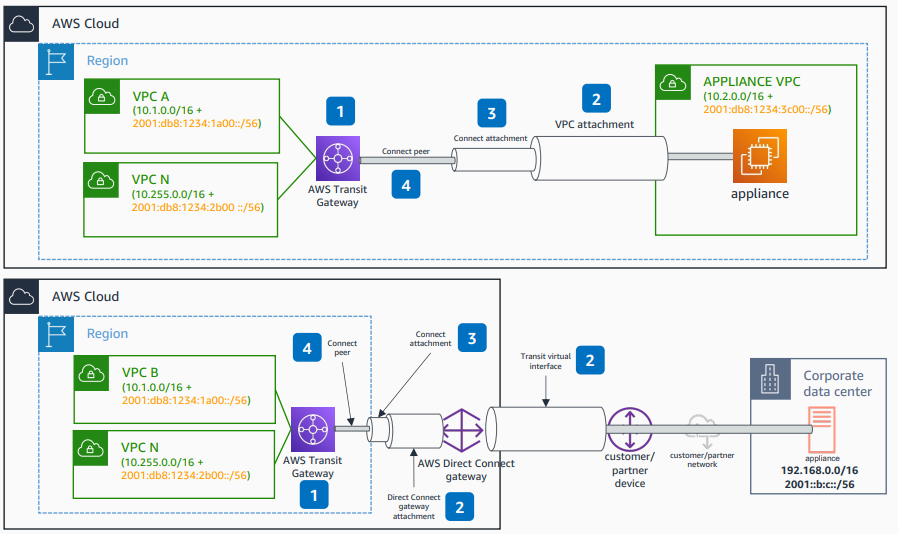 AWS Cloud
Region
VPC A
(10.1.0.0/16 +
2001:db8:1234:1a00::/56)
VPC N
(10.255.0.0/16 +
2001:db8:1234:2b00 ::/56)
1
AWS Transit
Gateway
Connect peer
4
3
Connect attachment
2
VPC attachment
APPLIANCE VPC
(10.2.0.0/16 +
2001:db8:1234:3c00::/56)
appliance
AWS Cloud
Region
VPC B
(10.1.0.0/16 +
2001:db8:1234:1a00::/56)
VPC N
(10.255.0.0/16 +
2001:db8:1234:2b00::/56)
4
Connect
peer
AWS Transit
Gateway
1
Connect
attachment
3
Direct Connect
gateway
attachment
2
AWS Direct Connect
gateway
Transit virtual
interface
2
customer/
partner
device
customer/partner
network
Corporate
data center
appliance
192.168.0.0/16
2001::b:c::/56